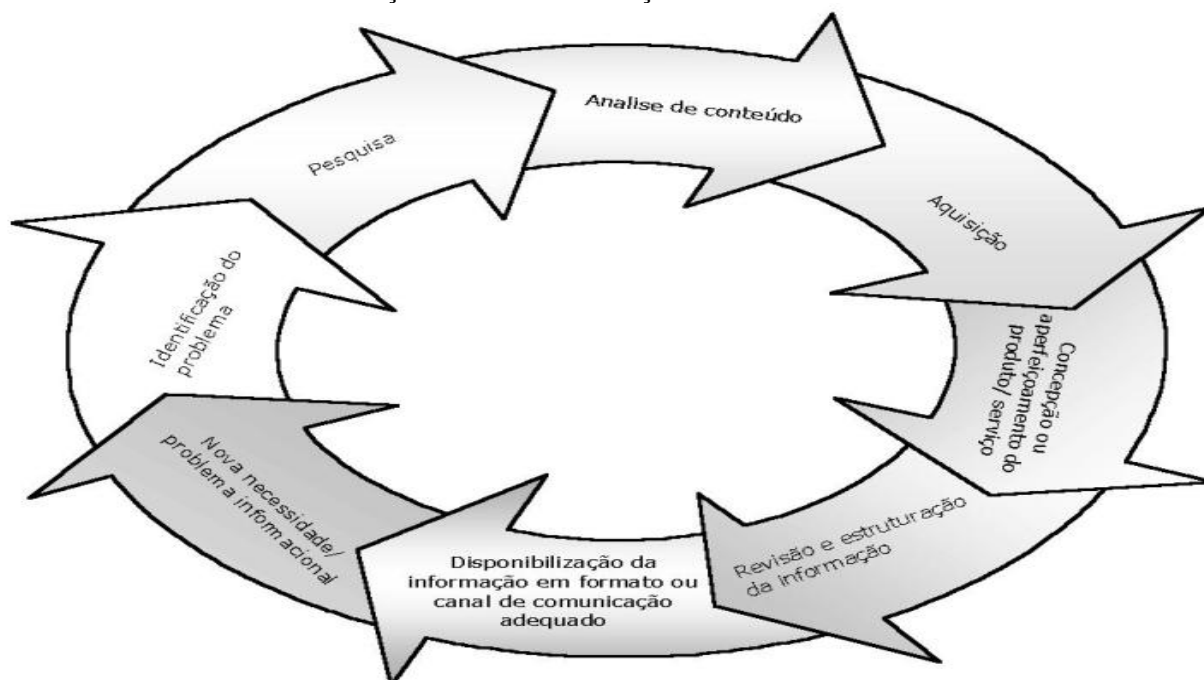 Pesquisa
Analise de conteúdo
Aquisição
Concepção ou
aperfeiçoamento do
produto/ serviço
Revisão e estruturação
da informação
Disponibilização da
informação em formato ou
canal de comunicação
adequado
Nova necessidade/
problema informacional
Identificação do
problema